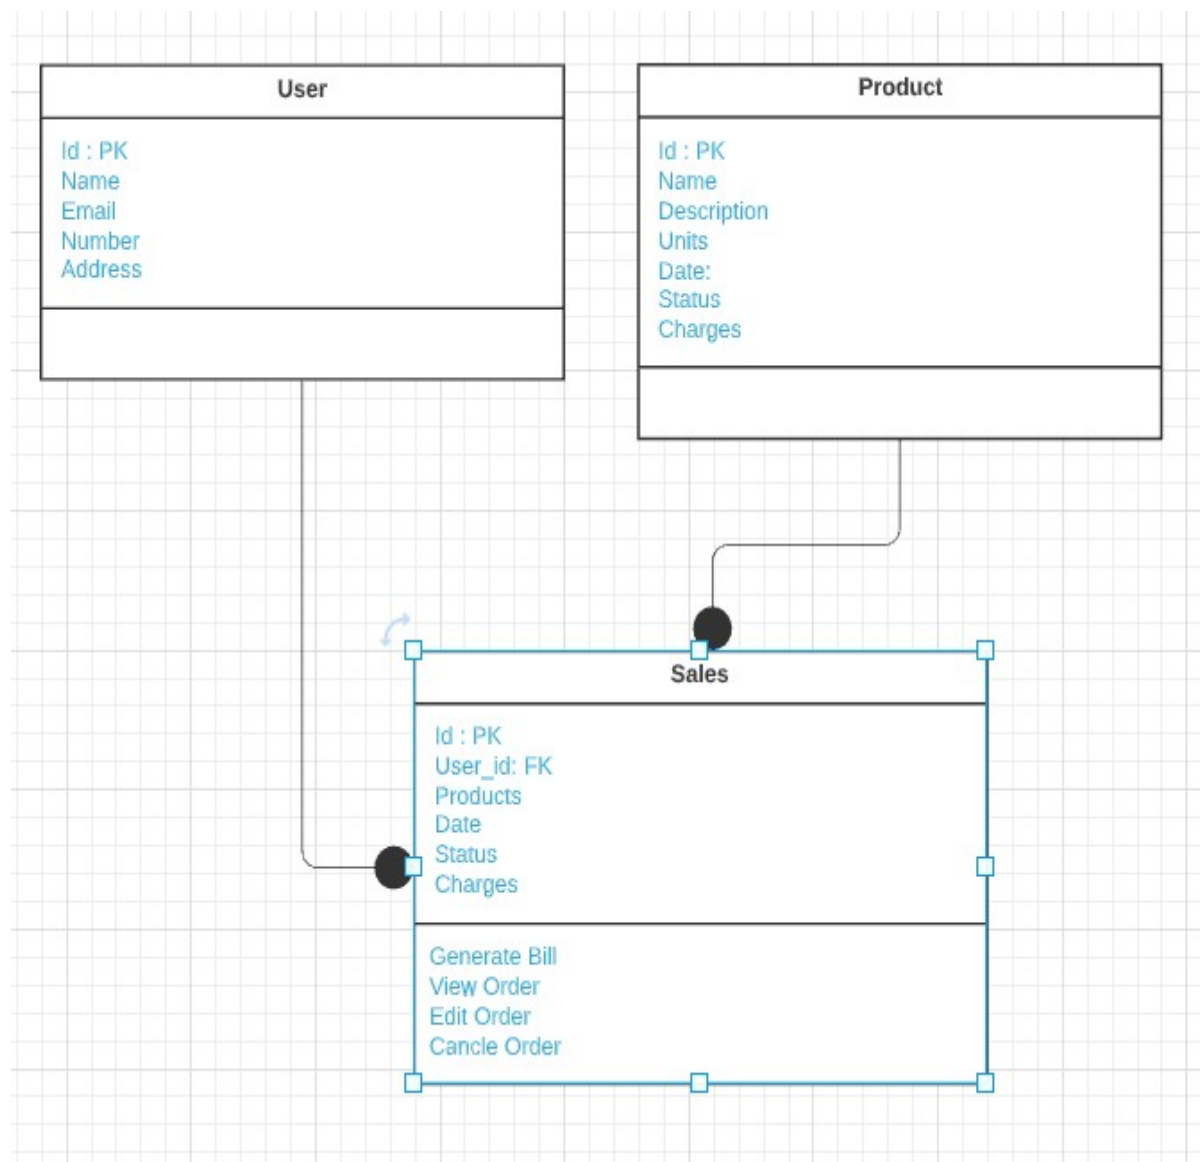 User
Id : PK
Name
Email
Number
Address
Product
Id : PK
Name
Description
Units
Date:
Status
Charges
Sales
Id : PK
User_id: FK
Products
Date
Status
Charges
Generate Bill
View Order
Edit Order
Cancle Order